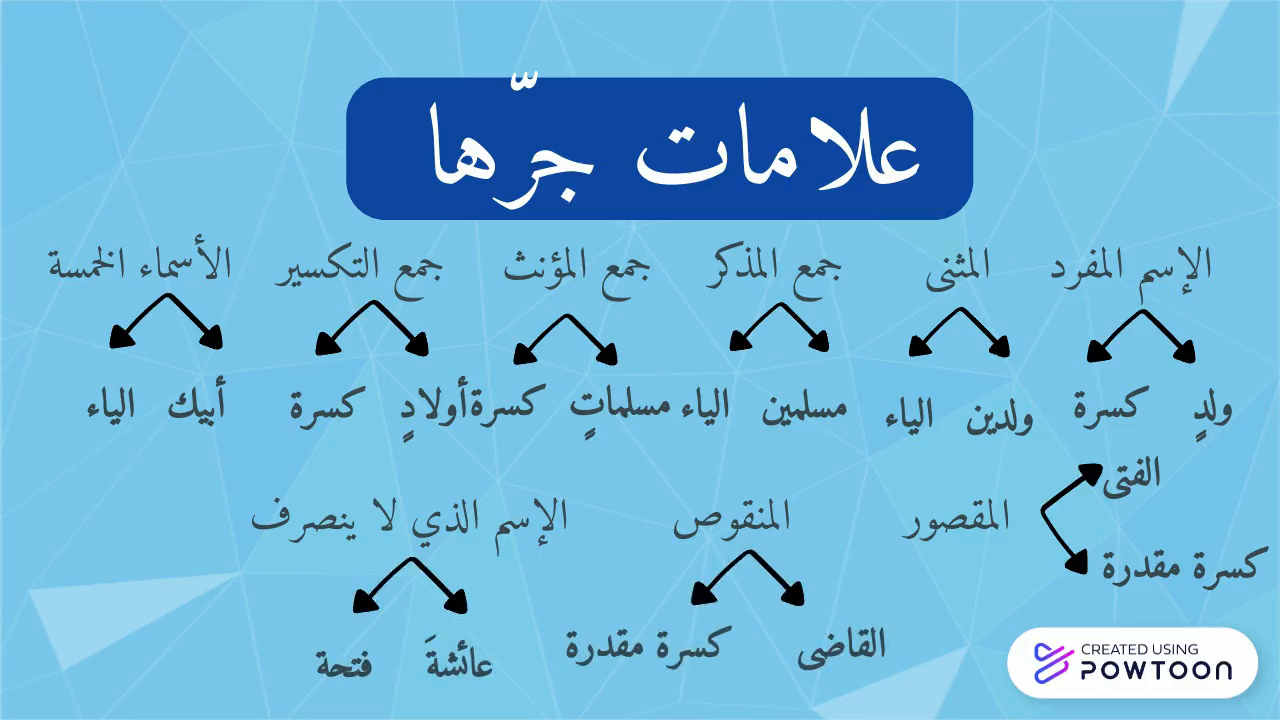 علامات جرّها
الإسم المفرد المثنى جمع المذكر جمع المؤنث جمع التكسير الأسماء الخمسة
ولدٍ كسرة ولدين الياء مسلمين الياء مسلماتٍ كسرة أولادٍ كسرة أبيك الياء
الفتى
المقصور المنقوص الإسم الذي لا ينصرف
كسرة مقدرة
القاضى كسرة مقدرة عائشةَ فتحة
CREATED USING
POWTOON